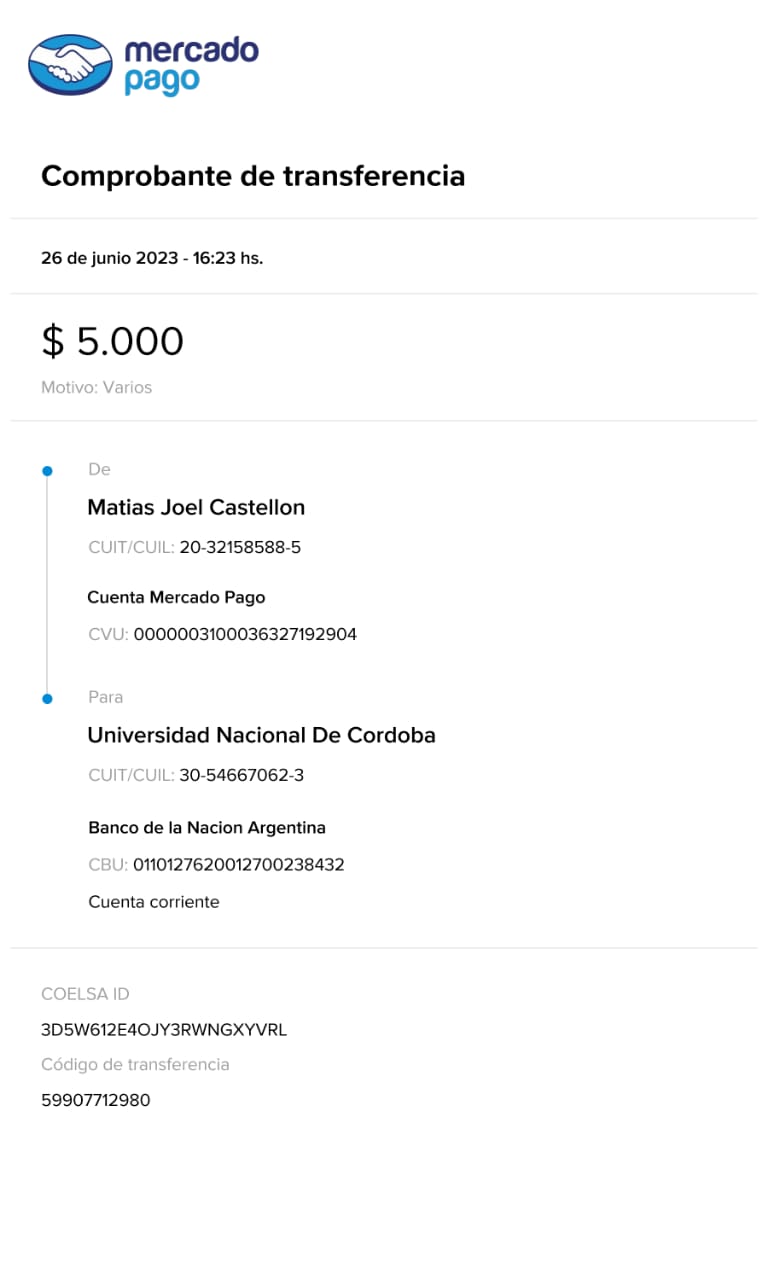 mercado
pago
Comprobante de transferencia
26 de junio 2023 - 16:23 hs.
$ 5.000
Motivo: Varios
De
Matias Joel Castellon
CUIT/CUIL: 20-32158588-5
Cuenta Mercado Pago
CVU: 0000003100036327192904
Para
Universidad Nacional De Cordoba
CUIT/CUIL: 30-54667062-3
Banco de la Nacion Argentina
CBU: 0110127620012700238432
Cuenta corriente
COELSA ID
3D5W612E4OJY3RWNGXYVRL
Código de transferencia
59907712980